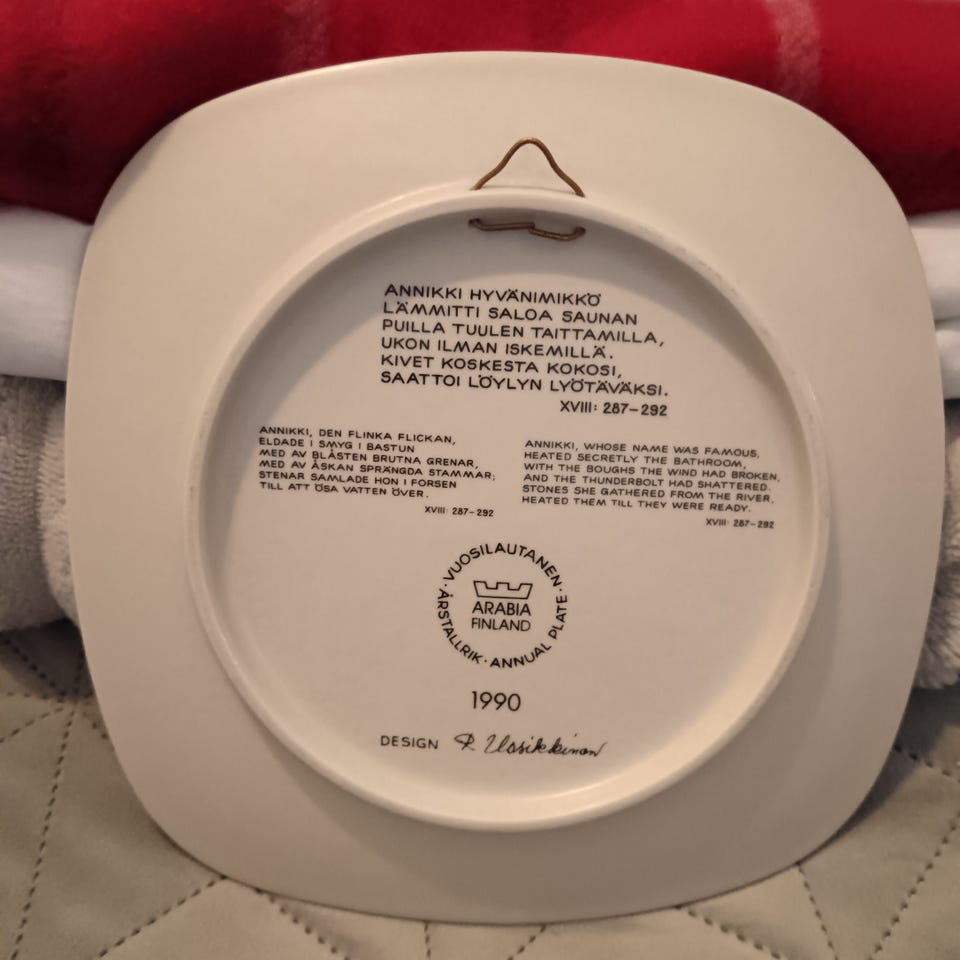 ANNIKKI HYVÄNIMIKKÖ
LÄMMITTI SALOA SAUNAN
PUILLA TUULEN TAITTAMILLA,
UKON ILMAN ISKEMILLÄ.
KIVET KOSKESTA KOKOSI,
SAATTOI LÖYLYN LYÖTÄVÄKSI.
XVIII: 287–292
ANNIKKI, DEN FLINKA FLICKAN,
ELDADE I SMYG I BASTUN
MED AV BLÅSTEN BRUTNA GRENAR,
MED AV ÅSKAN SPRÄNGDA STAMMAR;
STENAR SAMLADE HON I FORSEN
TILL ATT ÖSA VATTEN ÖVER.
XVIII: 287–292
ANNIKKI, WHOSE NAME WAS FAMOUS,
HEATED SECRETLY THE BATHROOM,
WITH THE BOUGHS THE WIND HAD BROKEN,
AND THE THUNDERBOLT HAD SHATTERED.
STONES SHE GATHERED FROM THE RIVER,
HEATED THEM TILL THEY WERE READY.
XVIII: 287–292
· VUOSILAUTANEN · ANNUAL PLATE · ÅRSTALLRIK
ARABIA
FINLAND
1990
DESIGN R. Uosikkinen